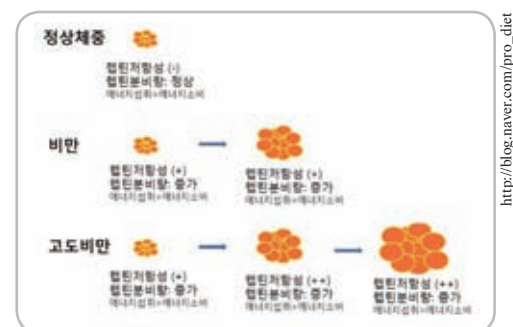 정상체중
렙틴저항성 (-)
렙틴분비량: 정상
에너지섭취=에너지소비
비만
렙틴저항성 (+)
렙틴분비량: 증가
에너지섭취=에너지소비
렙틴저항성 (+)
렙틴분비량: 증가
에너지섭취=에너지소비
고도비만
렙틴저항성 (+)
렙틴분비량: 증가
에너지섭취=에너지소비
렙틴저항성 (++)
렙틴분비량: 증가
에너지섭취=에너지소비
렙틴저항성 (++)
렙틴분비량: 증가
에너지섭취=에너지소비
http://blog.naver.com/pro_diet